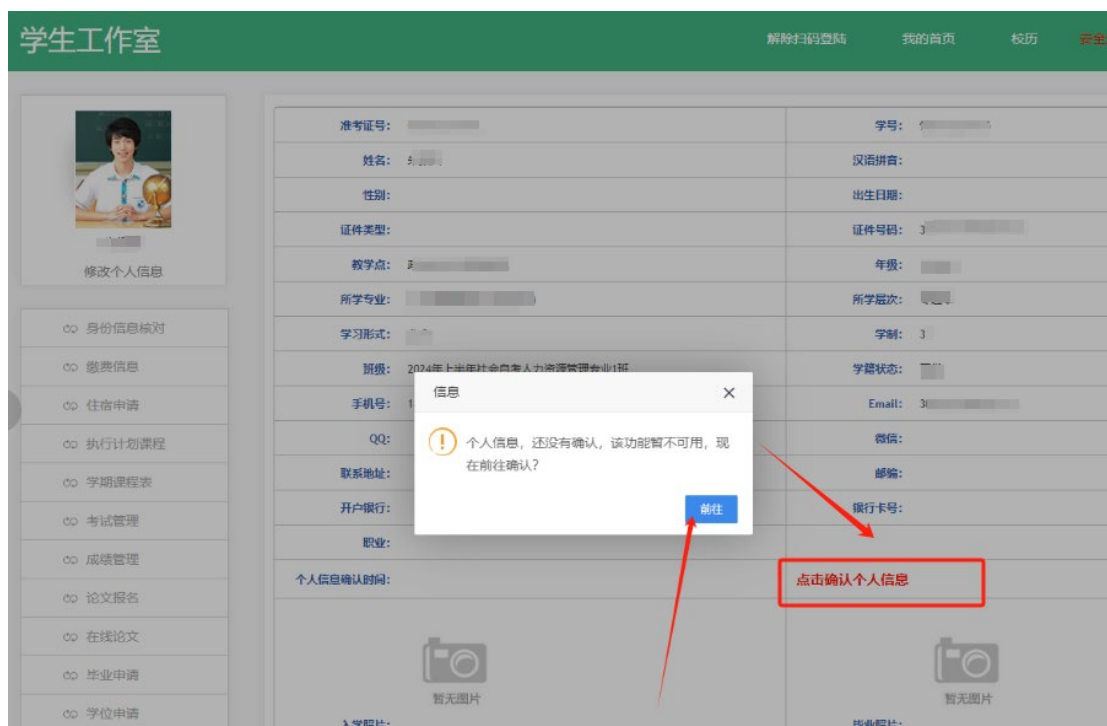 学生工作室
解除扫码登陆 我的首页 校历 安全
准考证号: 学号:
姓名: 汉语拼音:
性别: 出生日期:
证件类型: 证件号码: 3
修改个人信息
教学点: 年级:
所学专业: 所学层次:
身份信息核对
学习形式: 学制: 3
缴费信息
班级: 2024年上半年社会自考人力资源管理专业1班 学籍状态:
信息
住宿申请
手机号: 1 Email: 3
执行计划课程
QQ: 微信:
个人信息，还没有确认，该功能暂不可用，现
在前往确认?
联系地址: 邮编:
学期课程表
开户银行: 银行卡号:
前往
考试管理
职业:
成绩管理
个人信息确认时间: 点击确认个人信息
论文报名
在线论文
毕业申请
暂无图片 暂无图片
学位申请
入学照片: 毕业照片: